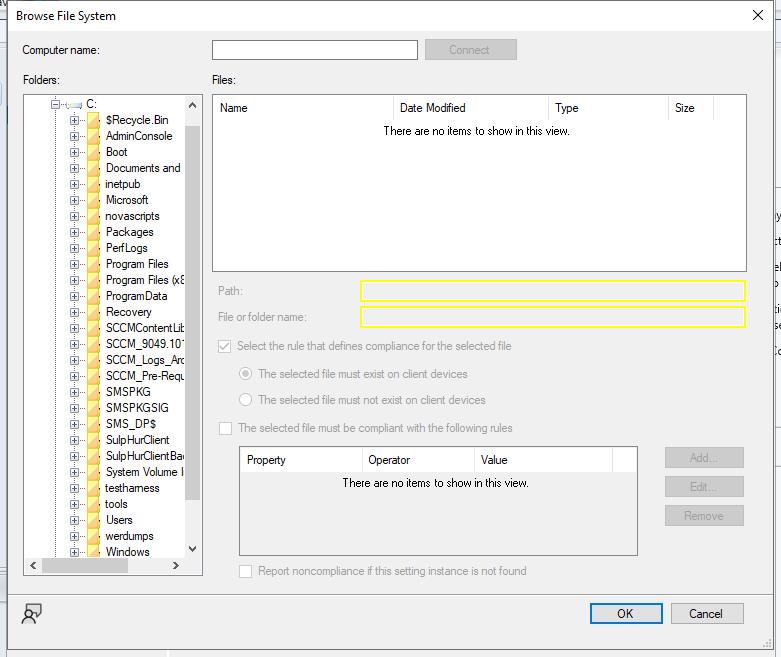 Browse File System
Computer name:
Connect
Folders:
Files:
C:
$Recycle.Bin
AdminConsole
Boot
Documents and
inetpub
Microsoft
novascripts
Packages
PerfLogs
Program Files
Program Files (x8
ProgramData
Recovery
SCCMContentLib
SCCM_9049.101
SCCM_Logs_Arc
SCCM_Pre-Requ
SMSPKG
SMSPKGSIG
SMS_DP$
SulpHurClient
SulpHurClientBac
System Volume I
testharness
tools
Users
werdumps
Windows
Name Date Modified Type Size
There are no items to show in this view.
Path:
File or folder name:
Select the rule that defines compliance for the selected file
The selected file must exist on client devices
The selected file must not exist on client devices
The selected file must be compliant with the following rules
Property Operator Value
There are no items to show in this view.
Add...
Edit...
Remove
Report noncompliance if this setting instance is not found
OK
Cancel